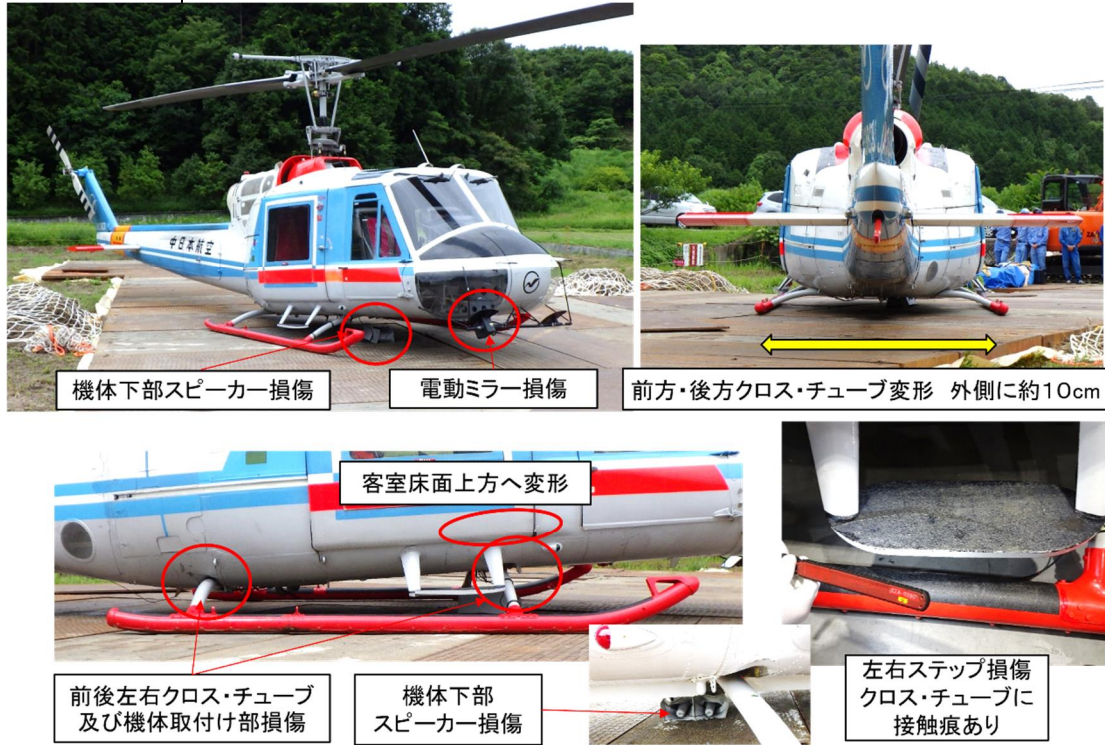 中日本航空
機体下部スピーカー損傷
電動ミラー損傷
前方・後方クロス・チューブ変形 外側に約10cm
客室床面上方へ変形
前後左右クロス・チューブ
及び機体取付け部損傷
機体下部
スピーカー損傷
左右ステップ損傷
クロス・チューブに
接触痕あり